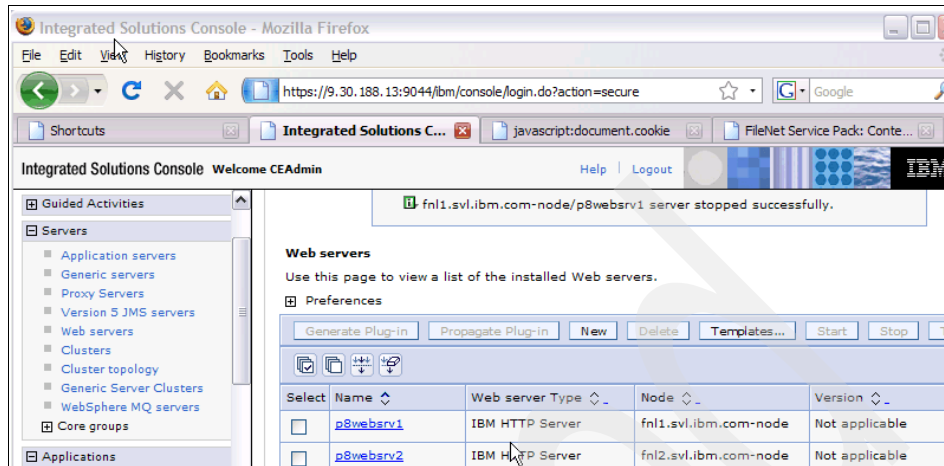 Integrated Solutions Console - Mozilla Firefox
File Edit View History Bookmarks Tools Help
https://9.30.188.13:9044/ibm/console/login.do?action=secure G Google
Shortcuts Integrated Solutions C... javascript:document.cookie FileNet Service Pack: Conte...
Integrated Solutions Console Welcome CEAdmin Help | Logout IBM
Guided Activities
Servers
Application servers
Generic servers
Proxy Servers
Version 5 JMS servers
Web servers
Clusters
Cluster topology
Generic Server Clusters
WebSphere MQ servers
Core groups
Applications
fnl1.svl.ibm.com-node/p8websrv1 server stopped successfully.
Web servers
Use this page to view a list of the installed Web servers.
Preferences
Generate Plug-in Propagate Plug-in New Delete Templates... Start Stop
Select Name Web server Type Node Version
p8websrv1 IBM HTTP Server fnl1.svl.ibm.com-node Not applicable
p8websrv2 IBM HTTP Server fnl2.svl.ibm.com-node Not applicable